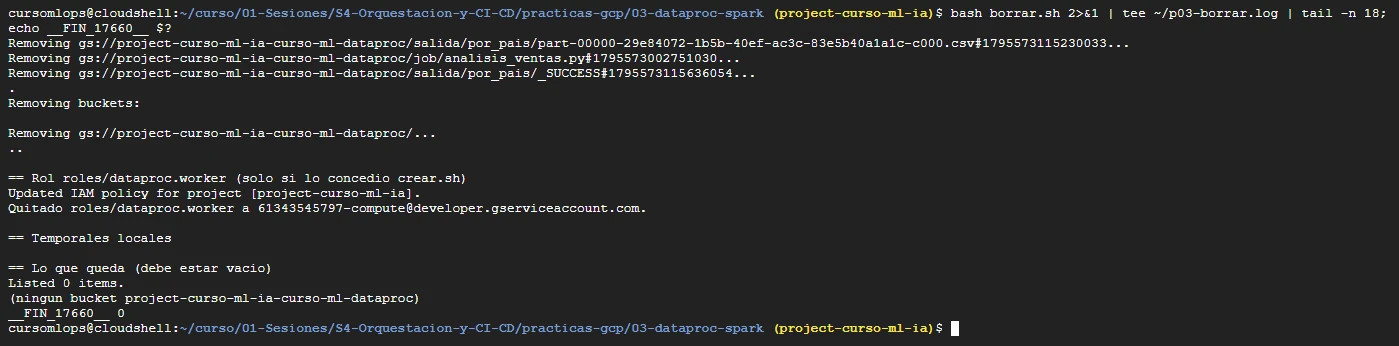 cursomlops@cloudshell:~/curso/01-Sesiones/S4-Orquestacion-y-CI-CD/practicas-gcp/03-dataproc-spark (project-curso-ml-ia)$ bash borrar.sh 2>&1 | tee ~/p03-borrar.log | tail -n 18;
echo __FIN_17660__ $?
Removing gs://project-curso-ml-ia-curso-ml-dataproc/salida/por_pais/part-00000-29e84072-1b5b-40ef-ac3c-83e5b40a1a1c-c000.csv#1795573115230033...
Removing gs://project-curso-ml-ia-curso-ml-dataproc/job/analisis_ventas.py#1795573002751030...
Removing gs://project-curso-ml-ia-curso-ml-dataproc/salida/por_pais/_SUCCESS#1795573115636054...
.
Removing buckets:
Removing gs://project-curso-ml-ia-curso-ml-dataproc/...
..
== Rol roles/dataproc.worker (solo si lo concedio crear.sh)
Updated IAM policy for project [project-curso-ml-ia].
Quitado roles/dataproc.worker a 61343545797-compute@developer.gserviceaccount.com.
== Temporales locales
== Lo que queda (debe estar vacio)
Listed 0 items.
(ningun bucket project-curso-ml-ia-curso-ml-dataproc)
__FIN_17660__ 0
cursomlops@cloudshell:~/curso/01-Sesiones/S4-Orquestacion-y-CI-CD/practicas-gcp/03-dataproc-spark (project-curso-ml-ia)$